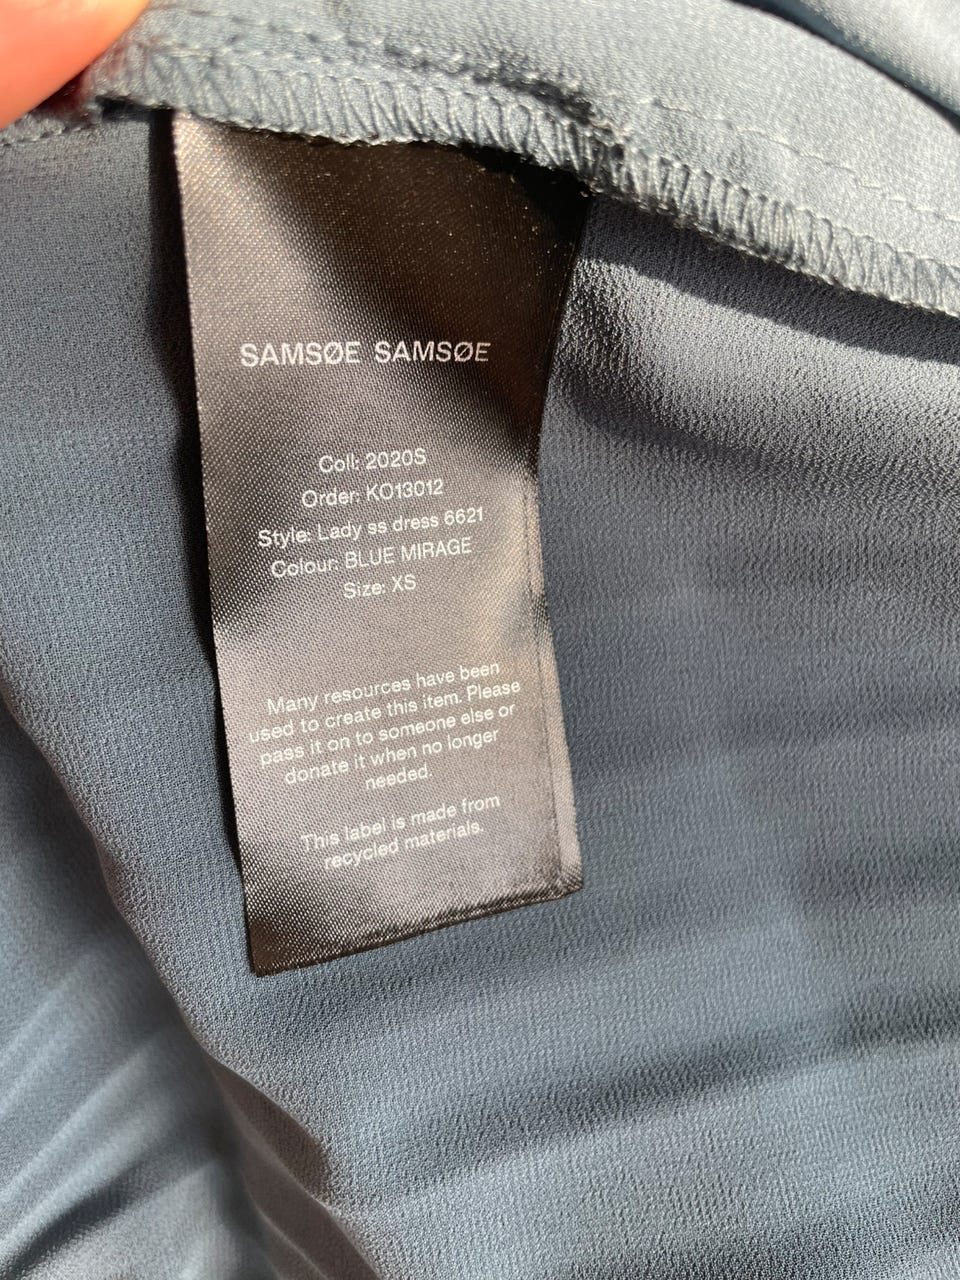 SAMSØE SAMSØE
Coll: 2020S
Order: KO13012
Style: Lady ss dress 6621
Colour: BLUE MIRAGE
Size: XS
Many resources have been
used to create this item. Please
pass it on to someone else or
donate it when no longer
needed.
This label is made from
recycled materials.